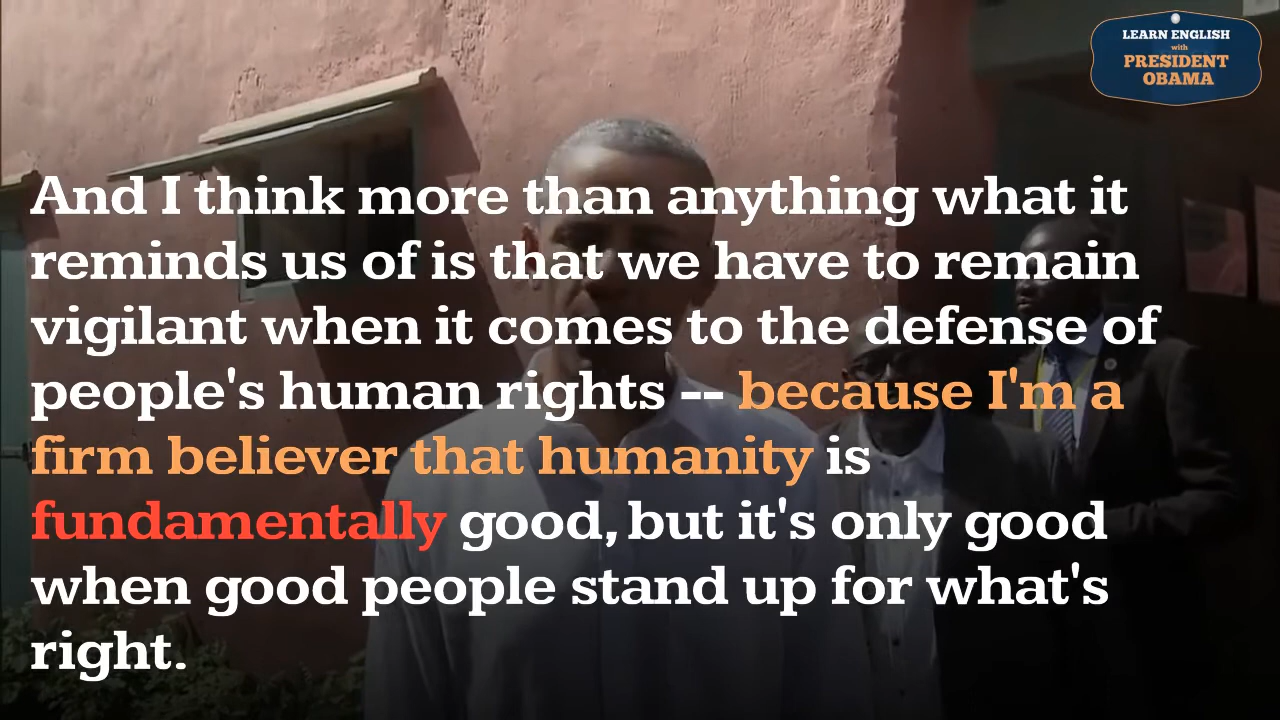 LEARN ENGLISH
with
PRESIDENT
OBAMA
And I think more than anything what it
reminds us of is that we have to remain
vigilant when it comes to the defense of
people's human rights -- because I'm a
firm believer that humanity is
fundamentally good, but it's only good
when good people stand up for what's
right.